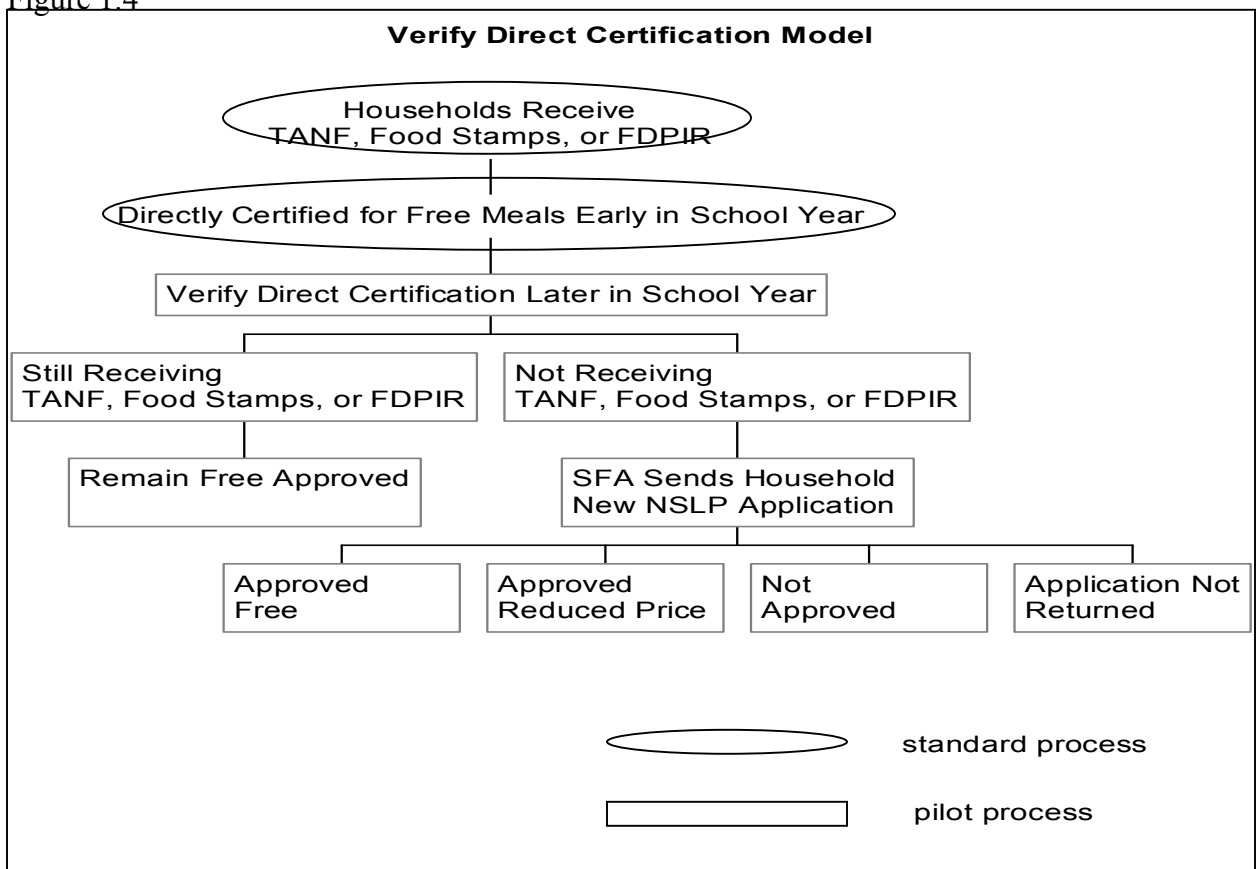 Figure 1.4
Verify Direct Certification Model
Households Receive
TANF, Food Stamps, or FDPIR
Directly Certified for Free Meals Early in School Year
Verify Direct Certification Later in School Year
Still Receiving
TANF, Food Stamps, or FDPIR
Not Receiving
TANF, Food Stamps, or FDPIR
Remain Free Approved
SFA Sends Household
New NSLP Application
Approved
Free
Approved
Reduced Price
Not
Approved
Application Not
Returned
standard process
pilot process